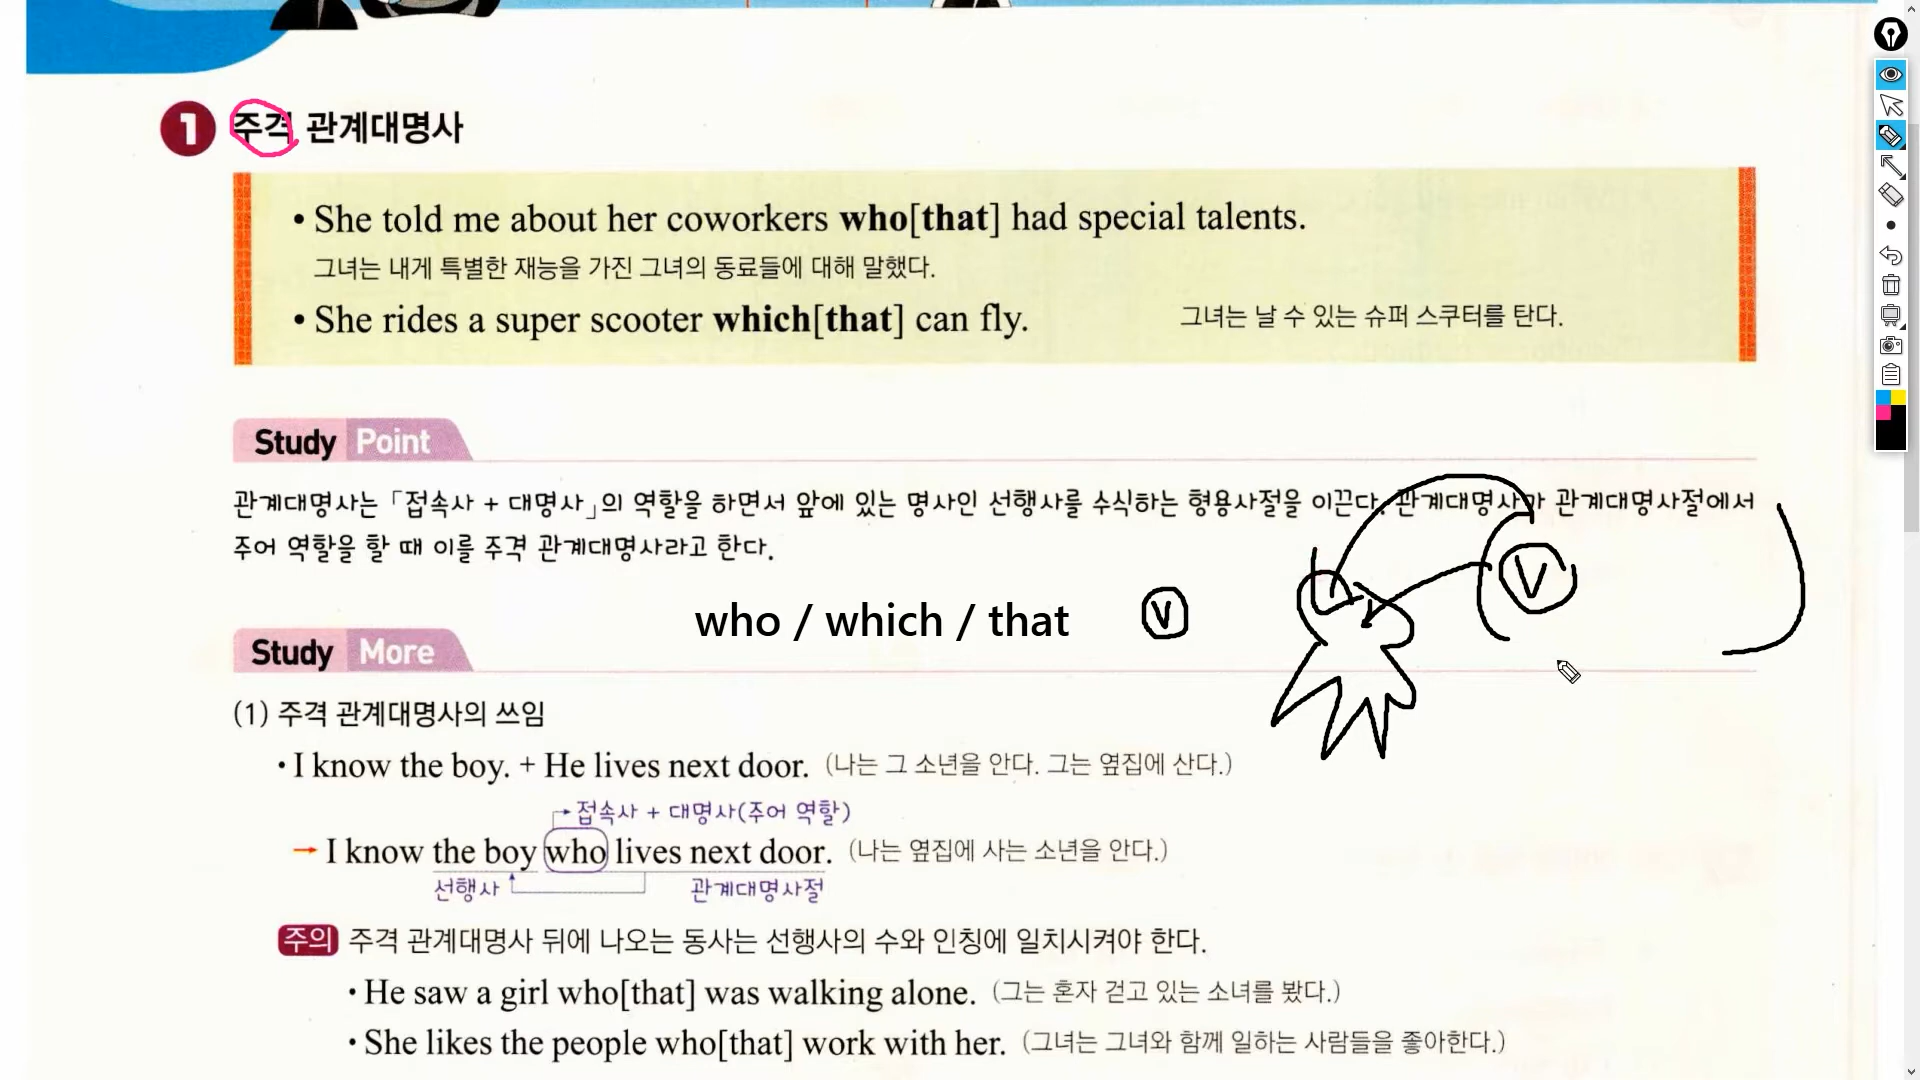 1 주격 관계대명사
• She told me about her coworkers who[that] had special talents.
그녀는 내게 특별한 재능을 가진 그녀의 동료들에 대해 말했다.
• She rides a super scooter which[that] can fly. 그녀는 날 수 있는 슈퍼 스쿠터를 탄다.
Study Point
관계대명사는 「접속사 + 대명사」의 역할을 하면서 앞에 있는 명사인 선행사를 수식하는 형용사절을 이끈다. 관계대명사가 관계대명사절에서
주어 역할을 할 때 이를 주격 관계대명사라고 한다.
V
who / which / that V
Study More
(1) 주격 관계대명사의 쓰임
• I know the boy. + He lives next door. (나는 그 소년을 안다. 그는 옆집에 산다.)
접속사 + 대명사(주어 역할)
→ I know the boy who lives next door. (나는 옆집에 사는 소년을 안다.)
선행사 관계대명사절
주의 주격 관계대명사 뒤에 나오는 동사는 선행사의 수와 인칭에 일치시켜야 한다.
• He saw a girl who[that] was walking alone. (그는 혼자 걷고 있는 소녀를 봤다.)
• She likes the people who[that] work with her. (그녀는 그녀와 함께 일하는 사람들을 좋아한다.)